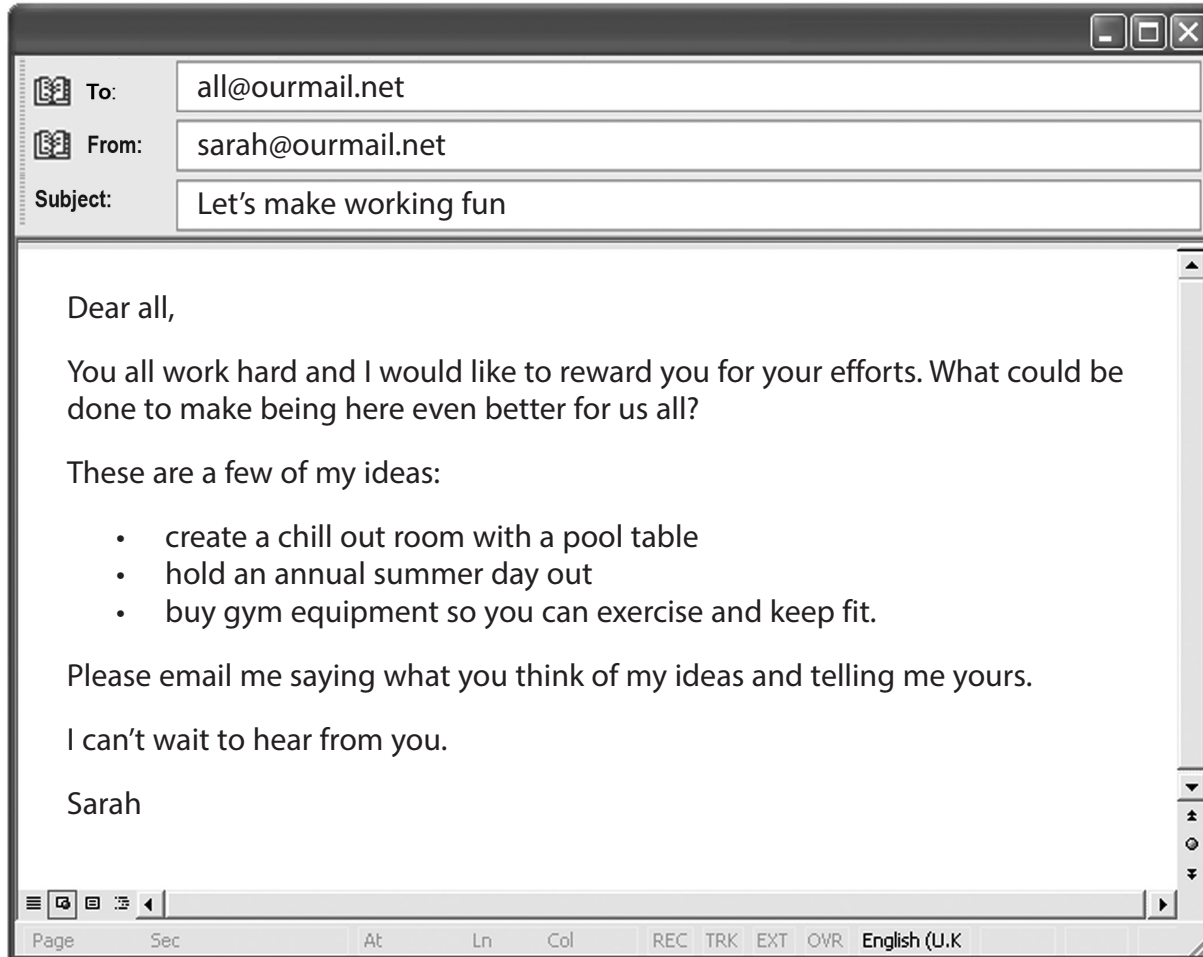 To: all@ourmail.net
From: sarah@ourmail.net
Subject: Let’s make working fun
Dear all,
You all work hard and I would like to reward you for your efforts. What could be
done to make being here even better for us all?
These are a few of my ideas:
• create a chill out room with a pool table
• hold an annual summer day out
• buy gym equipment so you can exercise and keep fit.
Please email me saying what you think of my ideas and telling me yours.
I can’t wait to hear from you.
Sarah
Page Sec At Ln Col REC TRK EXT OVR English (U.K